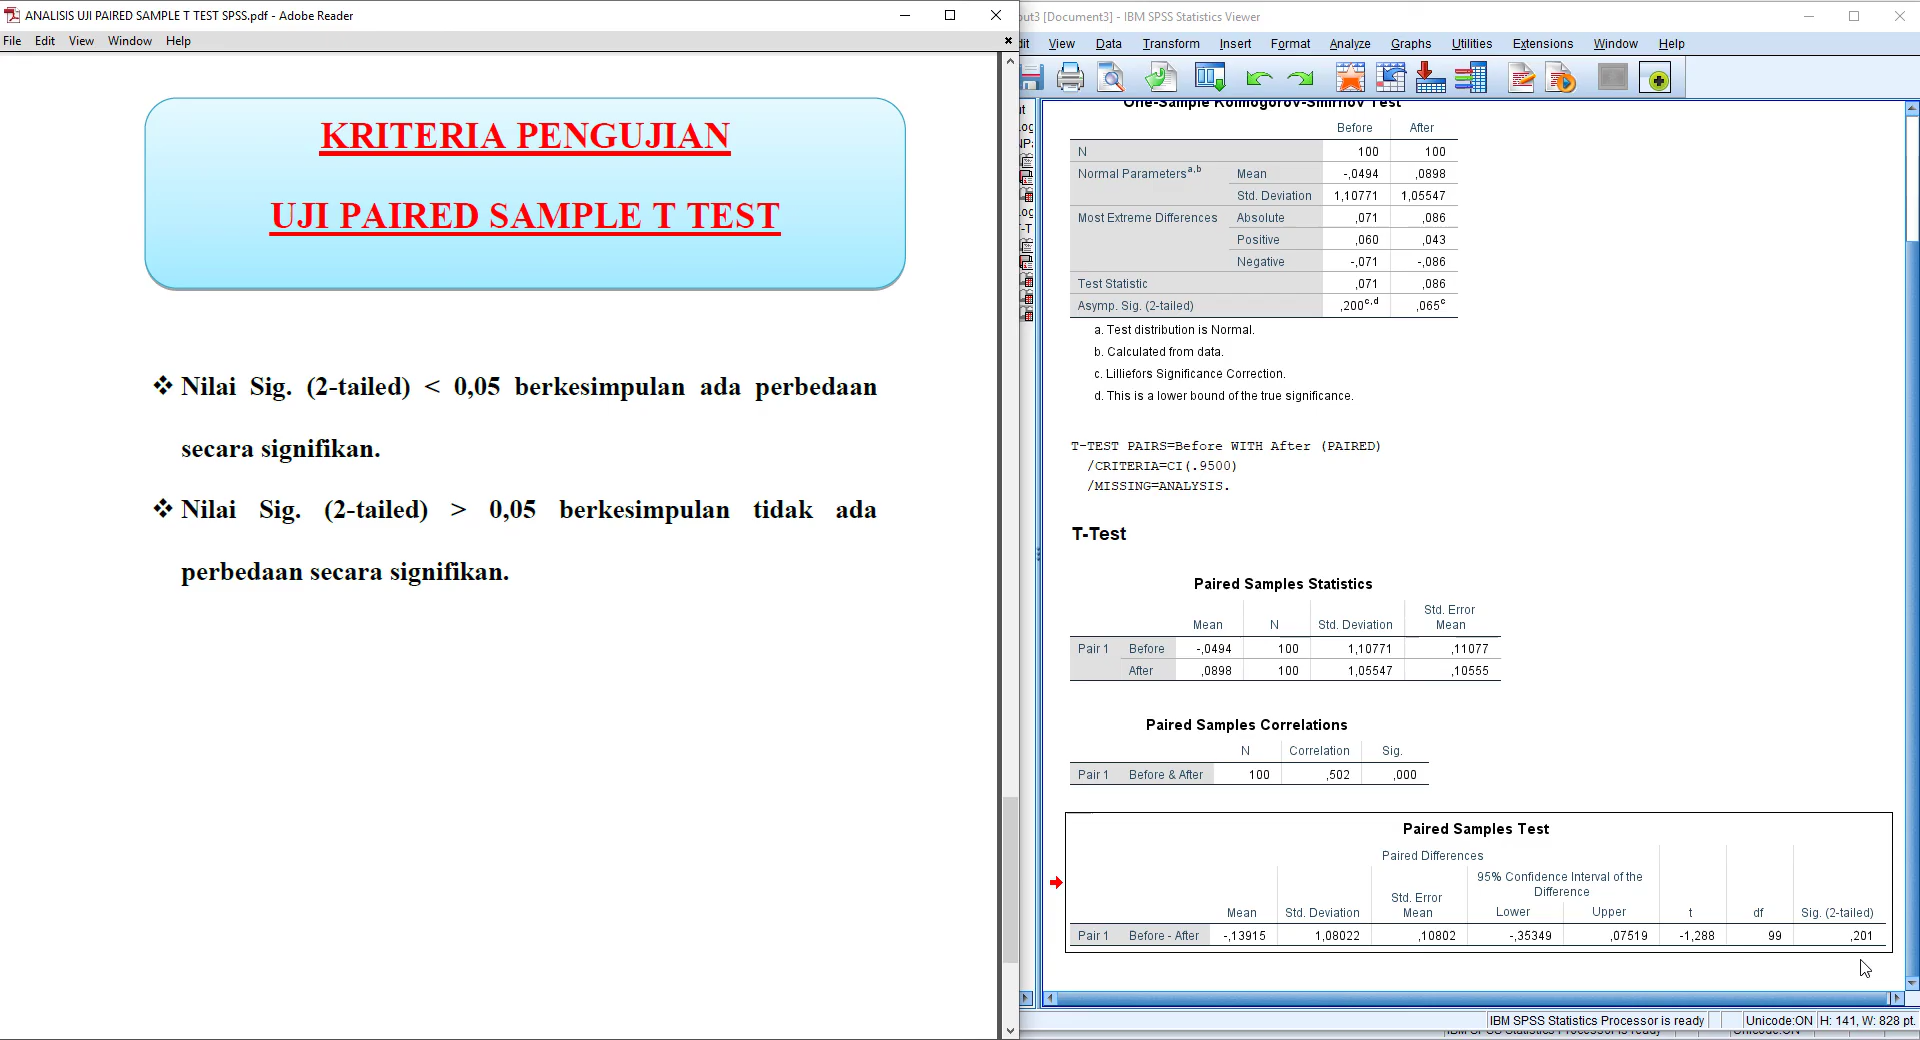 ANALISIS UJI PAIRED SAMPLE T TEST SPSS.pdf - Adobe Reader
File Edit View Window Help
KRITERIA PENGUJIAN
UJI PAIRED SAMPLE T TEST
❖ Nilai Sig. (2-tailed) < 0,05 berkesimpulan ada perbedaan
secara signifikan.
❖ Nilai Sig. (2-tailed) > 0,05 berkesimpulan tidak ada
perbedaan secara signifikan.
[Document3] - IBM SPSS Statistics Viewer
View Data Transform Insert Format Analyze Graphs Utilities Extensions Window Help
One-Sample Kolmogorov-Smirnov Test
Before After
N 100 100
Normal Parameters a,b Mean -,0494 ,0898
Std. Deviation 1,10771 1,05547
Most Extreme Differences Absolute ,071 ,086
Positive ,060 ,043
Negative -,071 -,086
Test Statistic ,071 ,086
Asymp. Sig. (2-tailed) ,200c,d ,065c
a. Test distribution is Normal.
b. Calculated from data.
c. Lilliefors Significance Correction.
d. This is a lower bound of the true significance.
T-TEST PAIRS=Before WITH After (PAIRED)
/CRITERIA=CI(.9500)
/MISSING=ANALYSIS.
T-Test
Paired Samples Statistics
Mean N Std. Deviation Std. Error Mean
Pair 1 Before -,0494 100 1,10771 ,11077
After ,0898 100 1,05547 ,10555
Paired Samples Correlations
N Correlation Sig.
Pair 1 Before & After 100 ,502 ,000
Paired Samples Test
Paired Differences
95% Confidence Interval of the
Difference
Mean Std. Deviation Std. Error Mean Lower Upper t df Sig. (2-tailed)
Pair 1 Before - After -,13915 1,08022 ,10802 -,35349 ,07519 -1,288 99 ,201
IBM SPSS Statistics Processor is ready Unicode:ON H: 141, W: 828 pt.